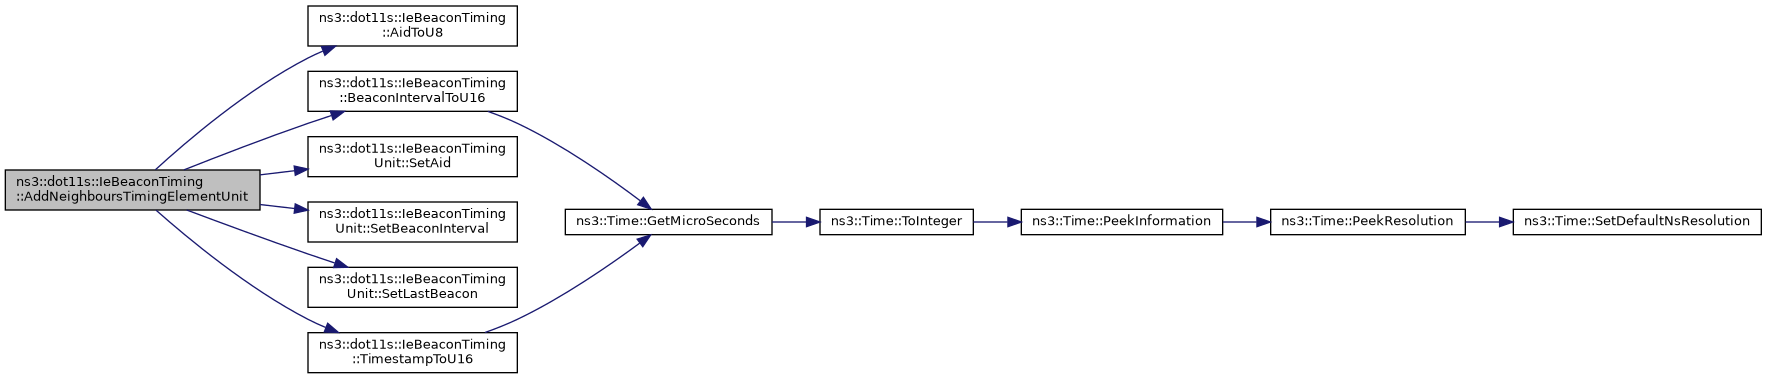 ns3::dot11s::IeBeaconTiming
::AddNeighboursTimingElementUnit
ns3::dot11s::IeBeaconTiming
::AidToU8
ns3::dot11s::IeBeaconTiming
::BeaconIntervalToU16
ns3::dot11s::IeBeaconTiming
Unit::SetAid
ns3::dot11s::IeBeaconTiming
Unit::SetBeaconInterval
ns3::dot11s::IeBeaconTiming
Unit::SetLastBeacon
ns3::dot11s::IeBeaconTiming
::TimestampToU16
ns3::Time::GetMicroSeconds
ns3::Time::ToInteger
ns3::Time::PeekInformation
ns3::Time::PeekResolution
ns3::Time::SetDefaultNsResolution